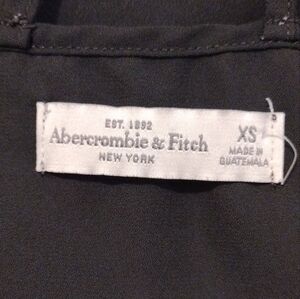 EST. 1892
Abercrombie & Fitch
NEW YORK
XS
MADE IN
GUATEMALA